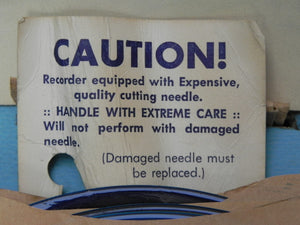 CAUTION!
Recorder equipped with Expensive,
quality cutting needle.
:: HANDLE WITH EXTREME CARE ::
Will not perform with damaged
needle.
(Damaged needle must
be replaced.)